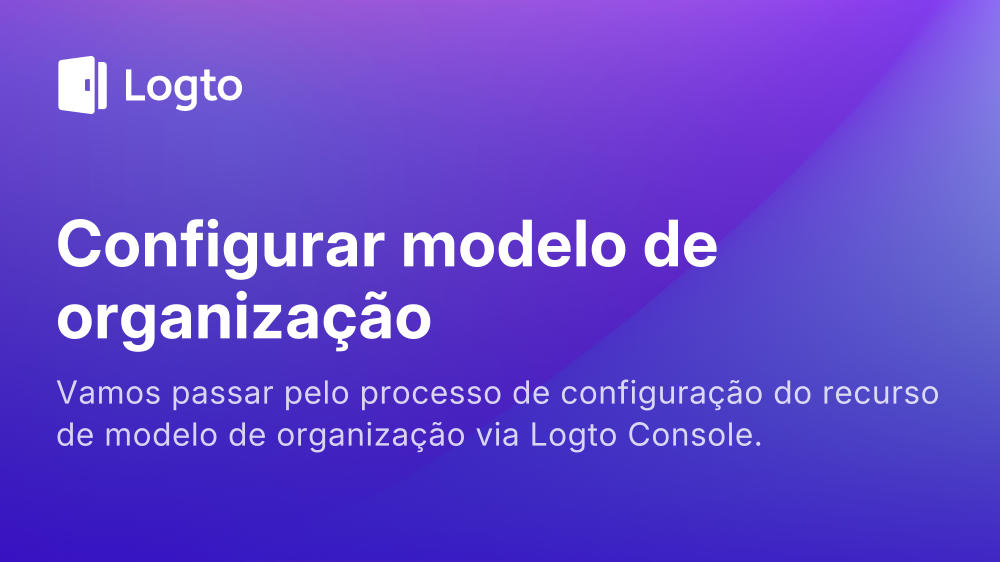 Logto
Configurar modelo de
organização
Vamos passar pelo processo de configuração do recurso
de modelo de organização via Logto Console.